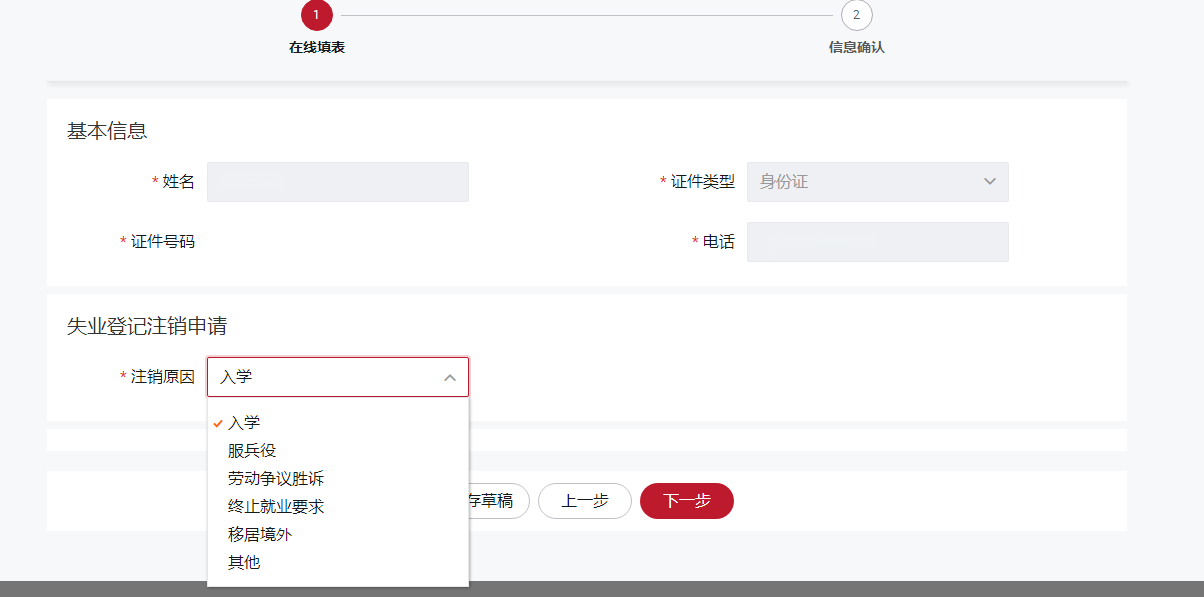 1
2
在线填表
信息确认
基本信息
* 姓名
* 证件类型 身份证
* 证件号码
* 电话
失业登记注销申请
* 注销原因 入学
入学
服兵役
劳动争议胜诉
终止就业要求
移居境外
其他
存草稿 上一步 下一步